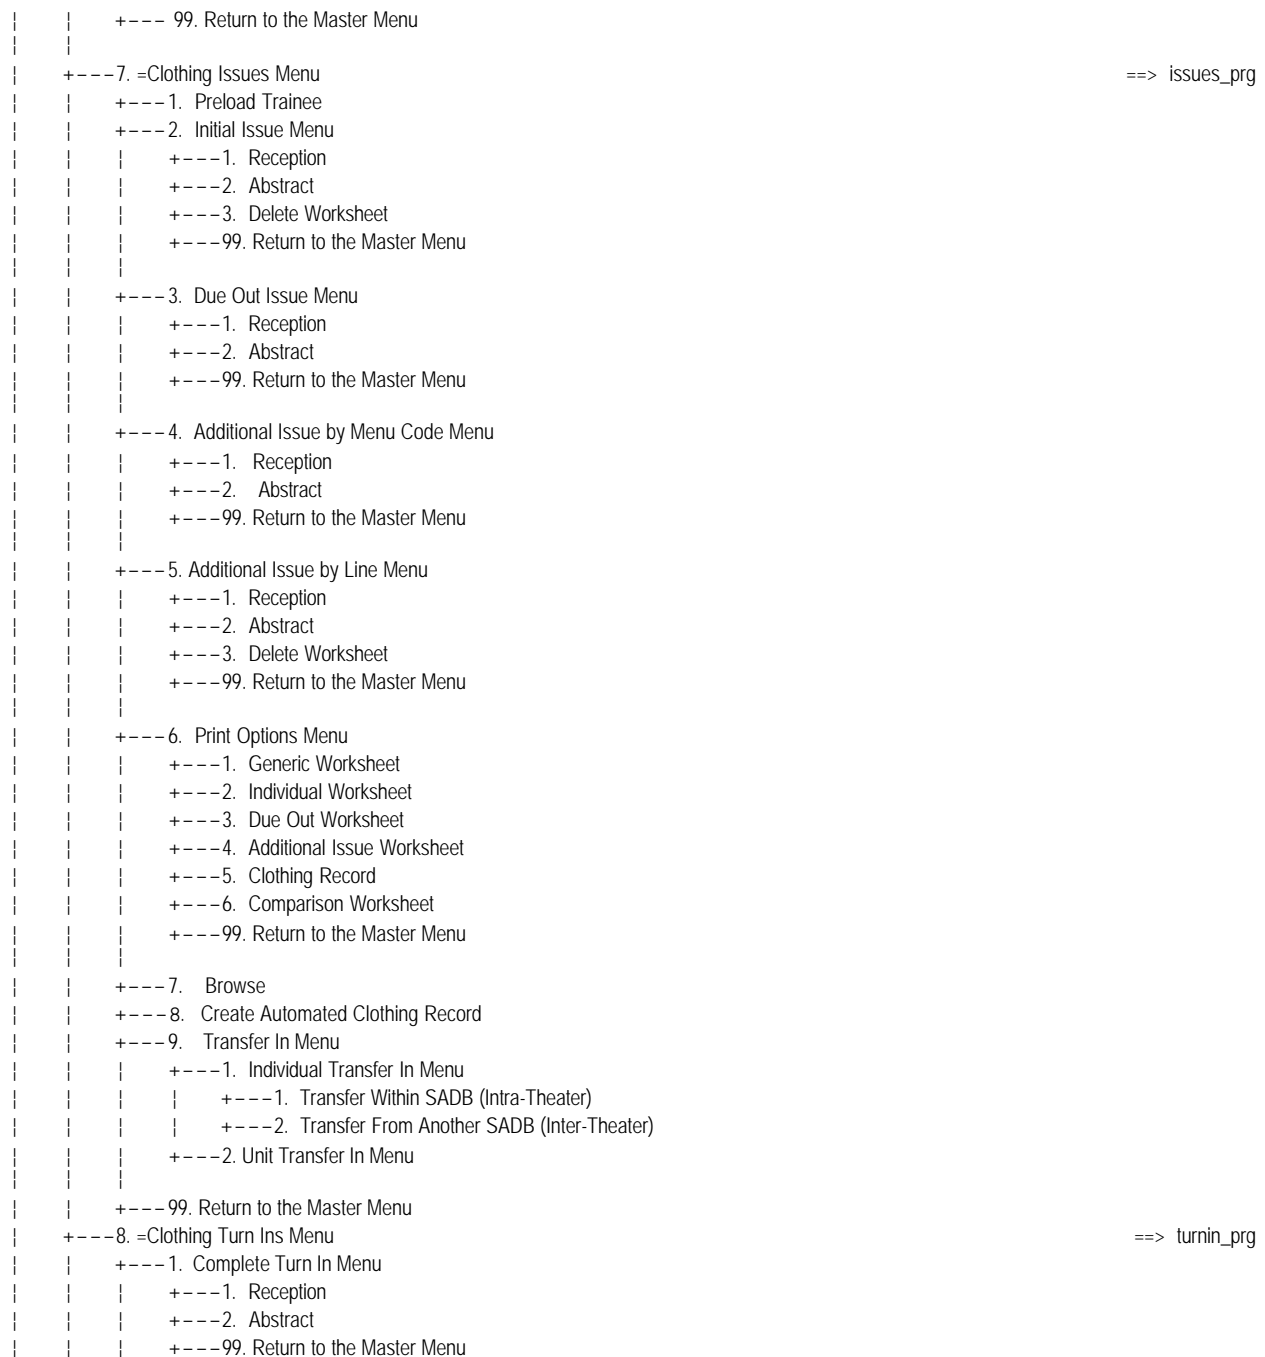 ¦ ¦ +--- 99. Return to the Master Menu
¦ ¦
¦ +---7. =Clothing Issues Menu ==> issues_prg
¦ ¦ +---1. Preload Trainee
¦ ¦ +---2. Initial Issue Menu
¦ ¦ ¦ +---1. Reception
¦ ¦ ¦ +---2. Abstract
¦ ¦ ¦ +---3. Delete Worksheet
¦ ¦ ¦ +---99. Return to the Master Menu
¦ ¦ ¦
¦ ¦ +---3. Due Out Issue Menu
¦ ¦ ¦ +---1. Reception
¦ ¦ ¦ +---2. Abstract
¦ ¦ ¦ +---99. Return to the Master Menu
¦ ¦ ¦
¦ ¦ +---4. Additional Issue by Menu Code Menu
¦ ¦ ¦ +---1. Reception
¦ ¦ ¦ +---2. Abstract
¦ ¦ ¦ +---99. Return to the Master Menu
¦ ¦ ¦
¦ ¦ +---5. Additional Issue by Line Menu
¦ ¦ ¦ +---1. Reception
¦ ¦ ¦ +---2. Abstract
¦ ¦ ¦ +---3. Delete Worksheet
¦ ¦ ¦ +---99. Return to the Master Menu
¦ ¦ ¦
¦ ¦ +---6. Print Options Menu
¦ ¦ ¦ +---1. Generic Worksheet
¦ ¦ ¦ +---2. Individual Worksheet
¦ ¦ ¦ +---3. Due Out Worksheet
¦ ¦ ¦ +---4. Additional Issue Worksheet
¦ ¦ ¦ +---5. Clothing Record
¦ ¦ ¦ +---6. Comparison Worksheet
¦ ¦ ¦ +---99. Return to the Master Menu
¦ ¦ ¦
¦ ¦ +---7. Browse
¦ ¦ +---8. Create Automated Clothing Record
¦ ¦ +---9. Transfer In Menu
¦ ¦ ¦ +---1. Individual Transfer In Menu
¦ ¦ ¦ ¦ +---1. Transfer Within SADB (Intra-Theater)
¦ ¦ ¦ ¦ +---2. Transfer From Another SADB (Inter-Theater)
¦ ¦ ¦ +---2. Unit Transfer In Menu
¦ ¦ ¦
¦ ¦ +---99. Return to the Master Menu
¦ +---8. =Clothing Turn Ins Menu ==> turnin_prg
¦ ¦ +---1. Complete Turn In Menu
¦ ¦ ¦ +---1. Reception
¦ ¦ ¦ +---2. Abstract
¦ ¦ ¦ +---99. Return to the Master Menu